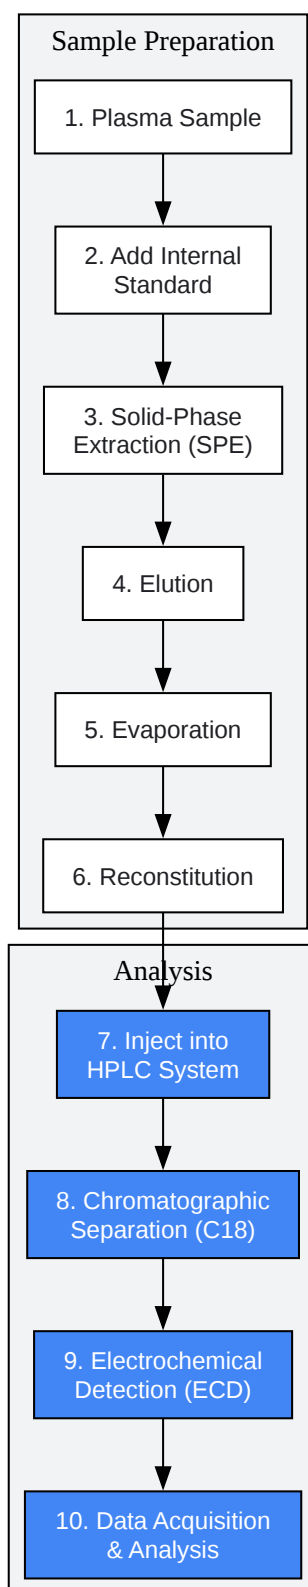 Sample Preparation
1. Plasma Sample
2. Add Internal
Standard
3. Solid-Phase
Extraction (SPE)
4. Elution
5. Evaporation
6. Reconstitution
Analysis
7. Inject into
HPLC System
8. Chromatographic
Separation (C18)
9. Electrochemical
Detection (ECD)
10. Data Acquisition
& Analysis